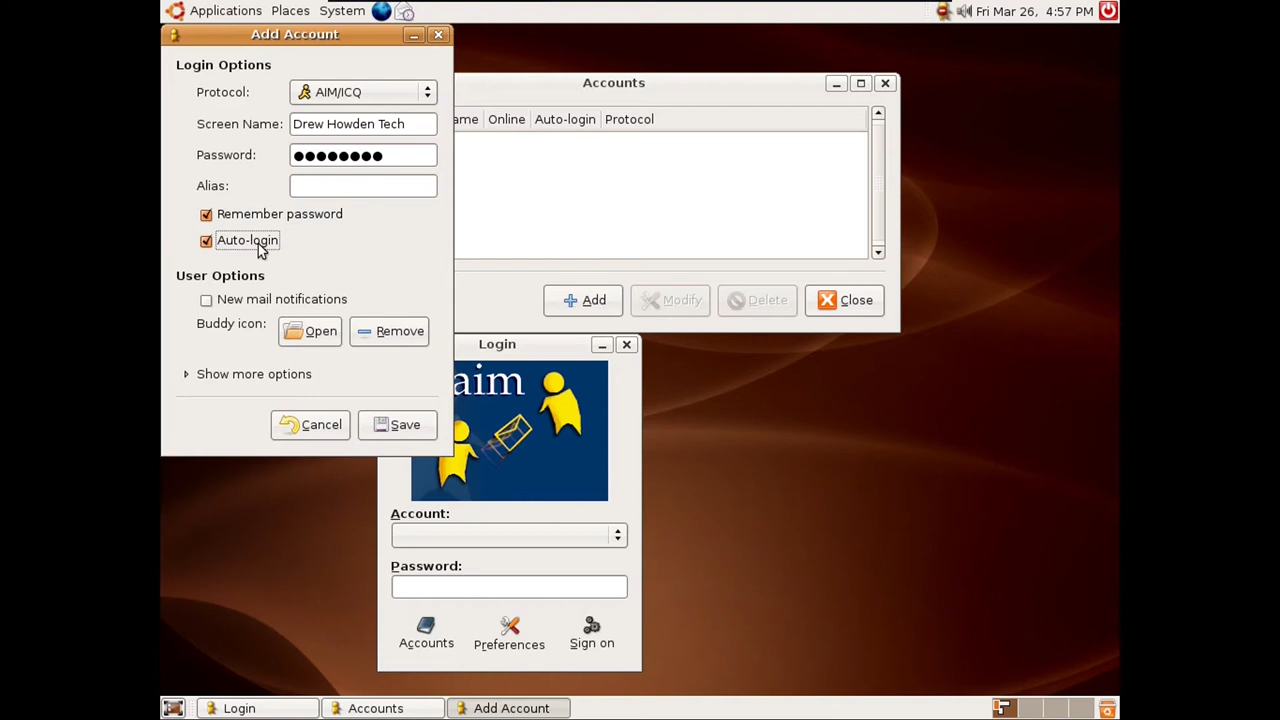 Applications Places System
Fri Mar 26, 4:57 PM
Add Account
Login Options
Protocol: AIM/ICQ
Screen Name: Drew Howden Tech
Password: ●●●●●●●●
Alias:
Remember password
Auto-login
User Options
New mail notifications
Buddy icon: Open Remove
Show more options
Cancel Save
Accounts
ame Online Auto-login Protocol
Add Modify Delete Close
Login
aim
Account:
Password:
Accounts Preferences Sign on
Login Accounts Add Account